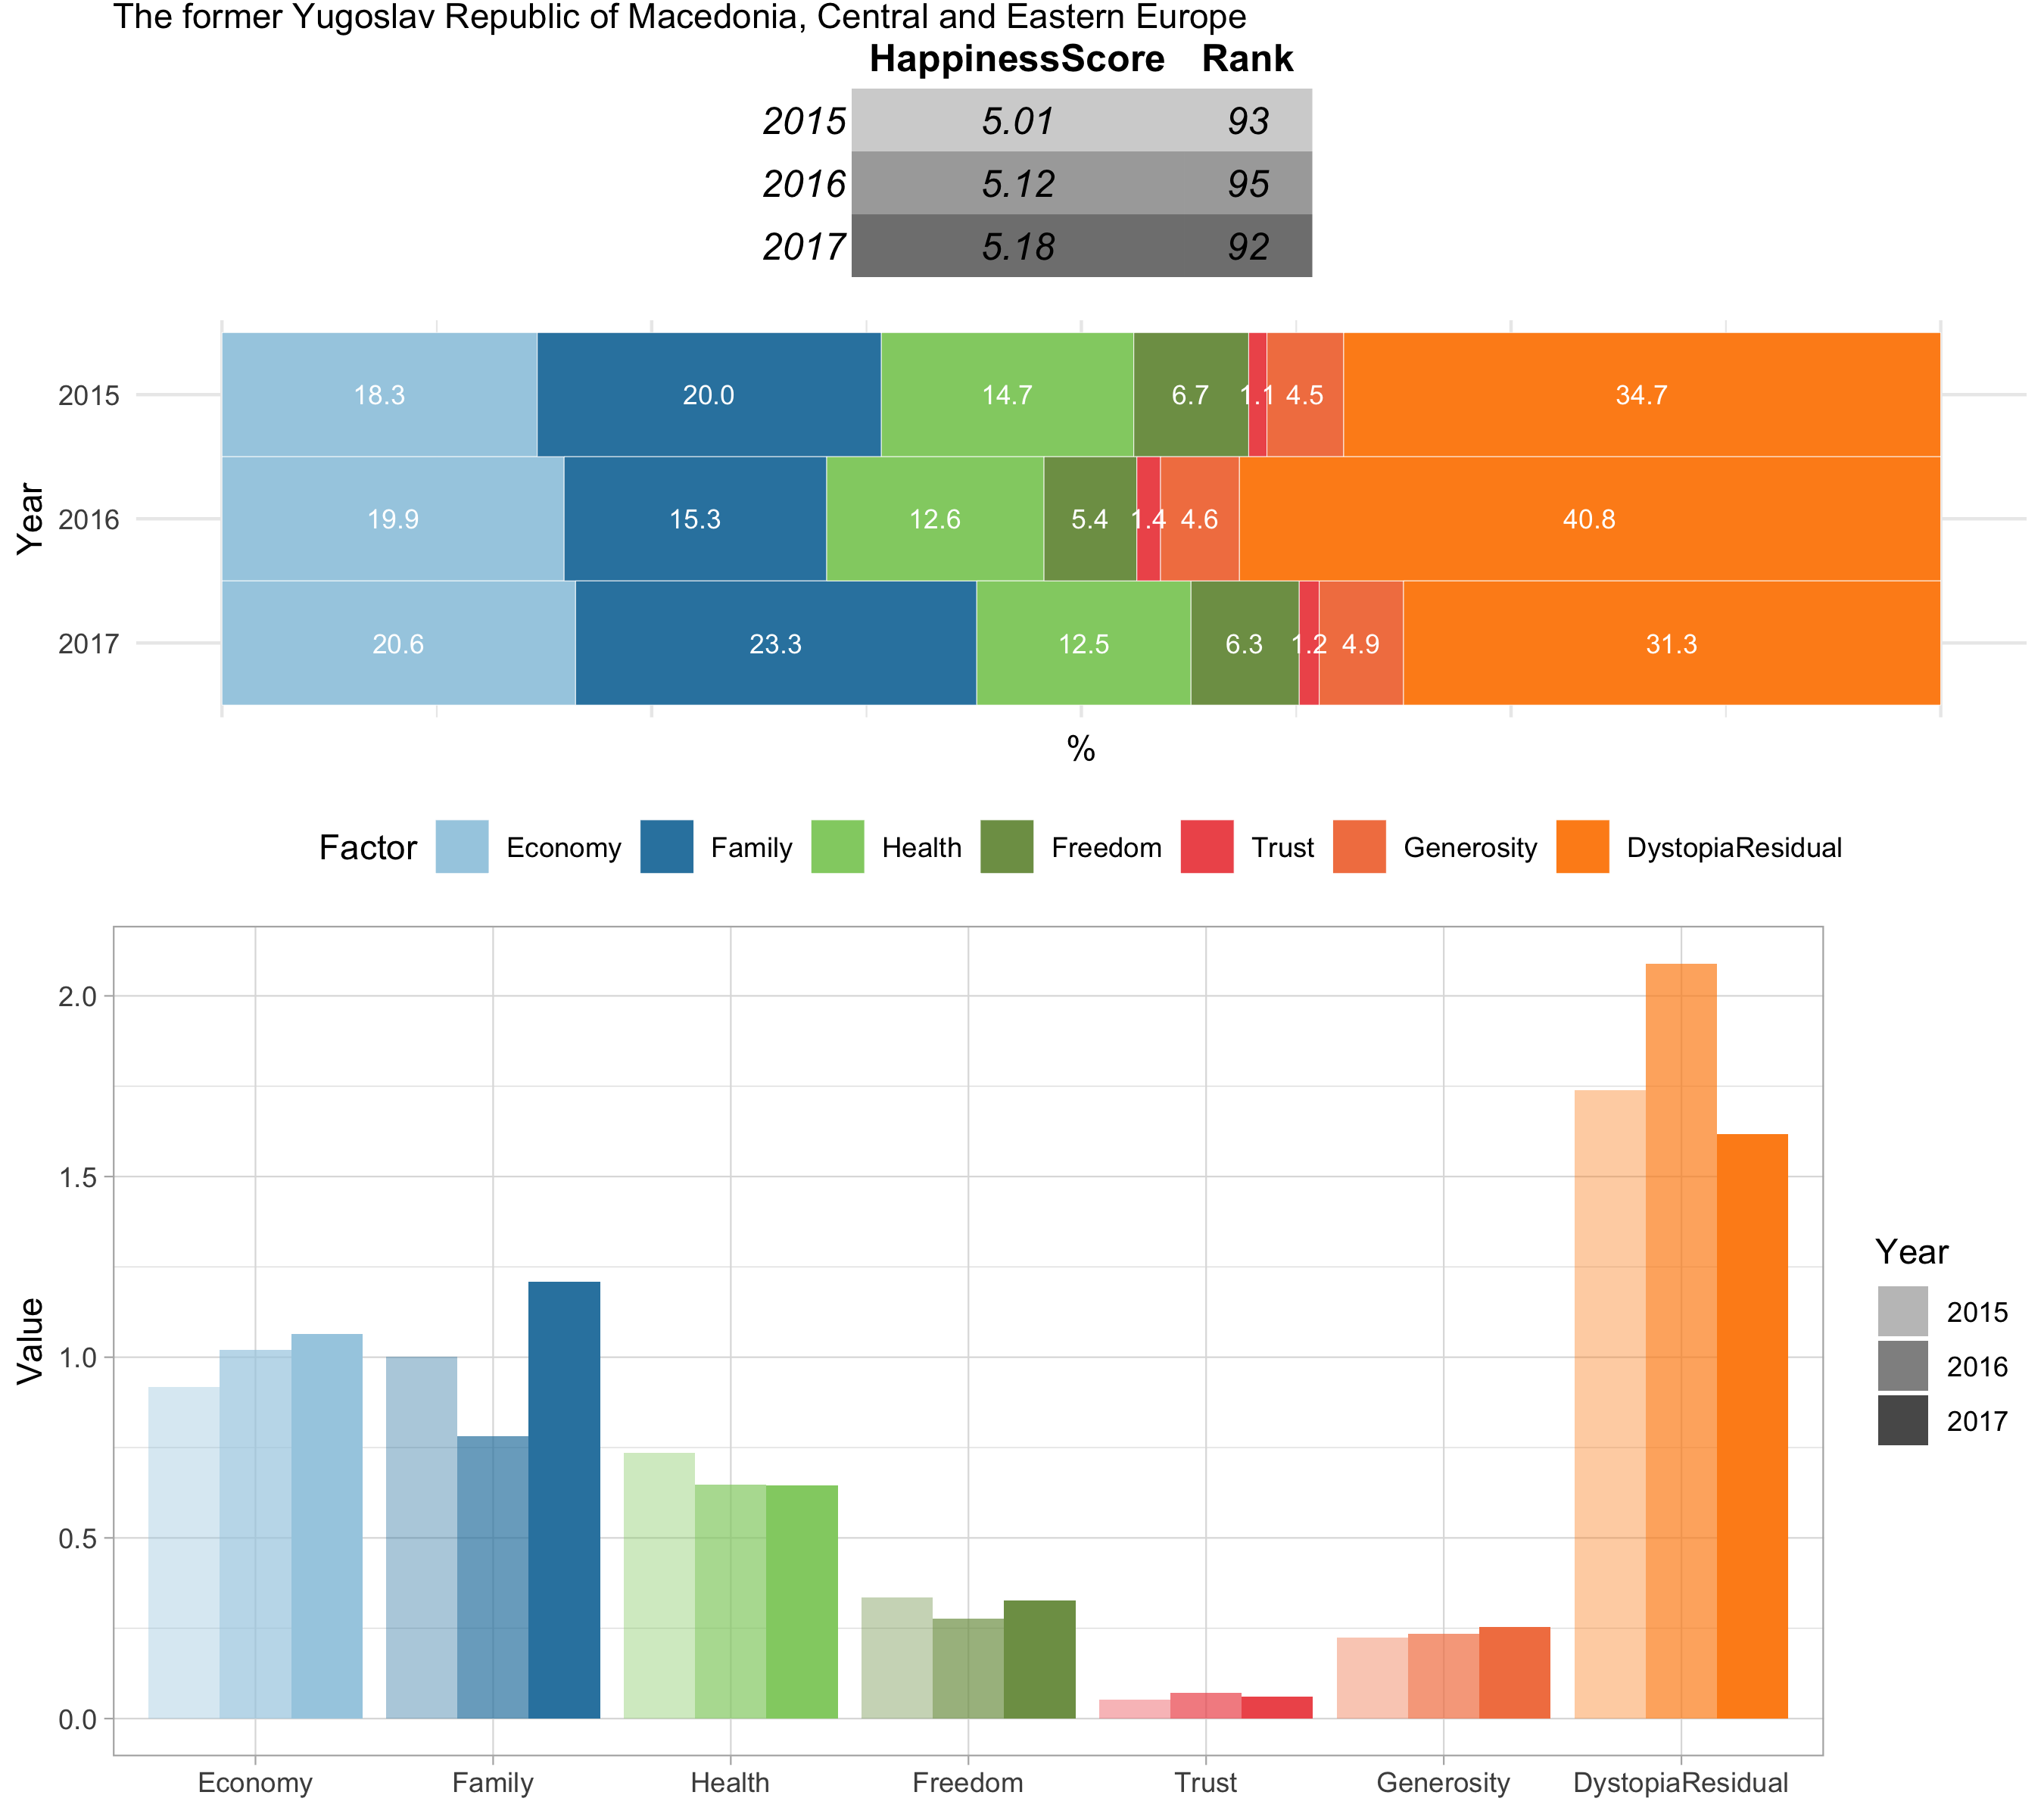 The former Yugoslav Republic of Macedonia, Central and Eastern Europe
HappinessScore Rank
2015 5.01 93
2016 5.12 95
2017 5.18 92
Year
2015 18.3 20.0 14.7 6.7 1.1 4.5 34.7
2016 19.9 15.3 12.6 5.4 1.4 4.6 40.8
2017 20.6 23.3 12.5 6.3 1.2 4.9 31.3
%
Factor Economy Family Health Freedom Trust Generosity DystopiaResidual
Value
2.0
1.5
1.0
0.5
0.0
Economy Family Health Freedom Trust Generosity DystopiaResidual
Year
2015
2016
2017